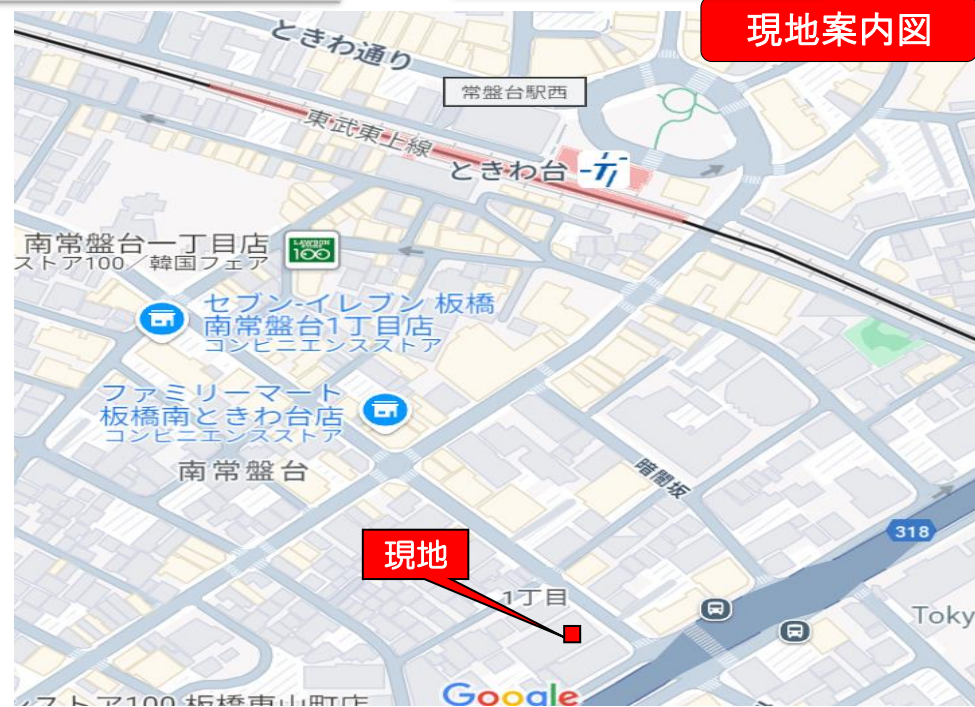 現地案内図
ときわ通り
常盤台駅西
東武東上線
ときわ台
南常盤台一丁目店
ストア100／韓国フェア
LAWSON
100
セブン-イレブン 板橋
南常盤台1丁目店
コンビニエンスストア
ファミリーマート
板橋南ときわ台店
コンビニエンスストア
南常盤台
暗闇坂
318
現地
1丁目
Toky
ストア100 板橋東山町店
Google